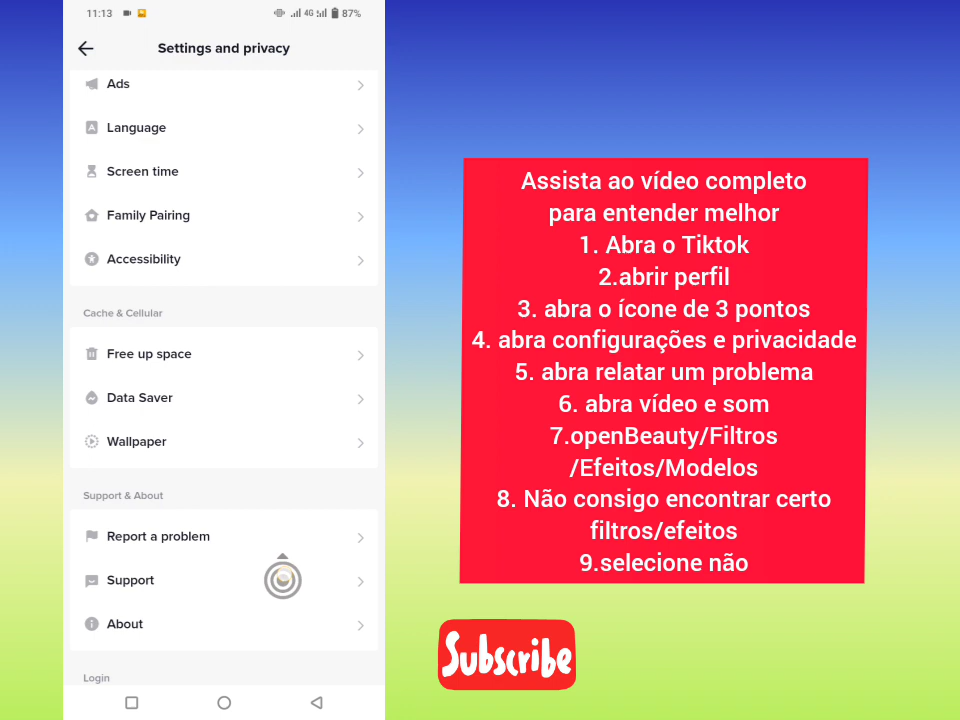 11:13
4G
87%
Settings and privacy
Ads
Language
Screen time
Family Pairing
Accessibility
Cache & Cellular
Free up space
Data Saver
Wallpaper
Support & About
Report a problem
Support
About
Login
Assista ao vídeo completo
para entender melhor
1. Abra o Tiktok
2.abrir perfil
3. abra o ícone de 3 pontos
4. abra configurações e privacidade
5. abra relatar um problema
6. abra vídeo e som
7.openBeauty/Filtros
/Efeitos/Modelos
8. Não consigo encontrar certo
filtros/efeitos
9.selecione não
Subscribe